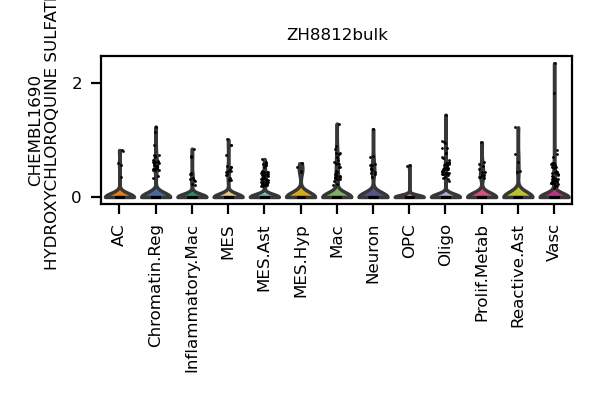 ZH8812bulk
CHEMBL1690
HYDROXYCHLOROQUINE SULFAT
2
0
AC
Chromatin.Reg
Inflammatory.Mac
MES
MES.Ast
MES.Hyp
Mac
Neuron
OPC
Oligo
Prolif.Metab
Reactive.Ast
Vasc